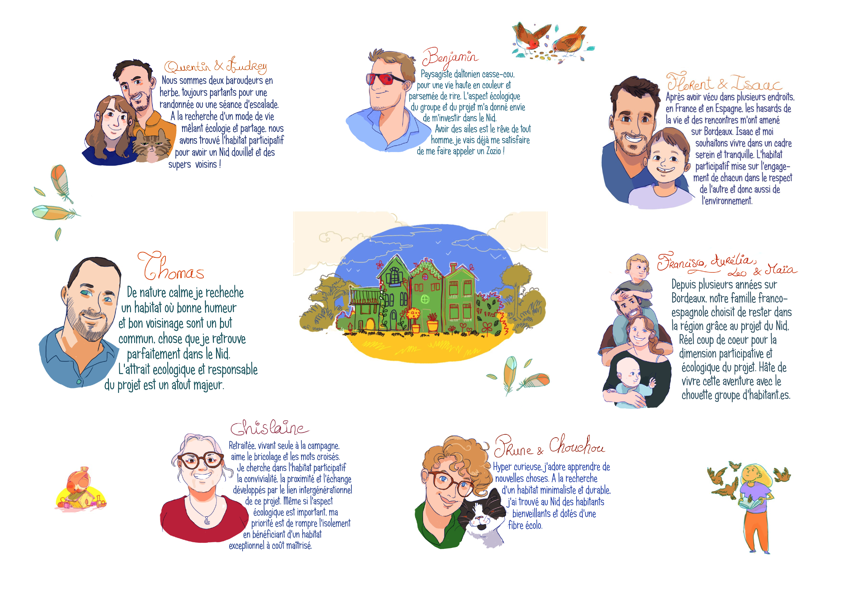 Quentin & Audrey
Nous sommes deux baroudeurs en
herbe, toujours partants pour une
randonnée ou une séance d'escalade.
A la recherche d'un mode de vie
mêlant écologie et partage, nous
avons trouvé l'habitat participatif
pour avoir un Nid douillet et des
supers voisins !
Benjamin
Paysagiste daltonien casse-cou,
pour une vie haute en couleur et
parsemée de rire. L'aspect écologique
du groupe et du projet m'a donné envie
de m'investir dans le Nid.
Avoir des ailes est le rêve de tout
homme, je vais déjà me satisfaire
de me faire appeler un Zozio !
Florent & Isaac
Après avoir vécu dans plusieurs endroits,
en France et en Espagne, les hasards de
la vie et des rencontres m'ont amené
sur Bordeaux. Isaac et moi
souhaitons vivre dans un cadre
serein et tranquille. L'habitat
participatif mise sur l'engage-
ment de chacun dans le respect
de l'autre et donc aussi de
l'environnement.
Thomas
De nature calme, je recheche
un habitat où bonne humeur
et bon voisinage sont un but
commun, chose que je retrouve
parfaitement dans le Nid.
L'attrait ecologique et responsable
du projet est un atout majeur.
Francisco, Aurélia,
Léo & Maïa
Depuis plusieurs années sur
Bordeaux, notre famille franco-
espagnole choisit de rester dans
la région grâce au projet du Nid.
Réel coup de coeur pour la
dimension participative et
écologique du projet. Hâte de
vivre cette aventure avec le
chouette groupe d'habitant.es.
Ghislaine
Retraitée, vivant seule à la campagne,
aime le bricolage et les mots croisés.
Je cherche dans l'habitat participatif
la convivialité, la proximité et l'échange
développés par le lien intergénérationnel
de ce projet. Même si l'aspect
écologique est important, ma
priorité est de rompre l'isolement
en bénéficiant d'un habitat
exceptionnel à coût maîtrisé.
Prune & Chouchou
Hyper curieuse, j'adore apprendre de
nouvelles choses. A la recherche
d'un habitat minimaliste et durable,
j'ai trouvé au Nid des habitants
bienveillants et dotés d'une
fibre écolo.